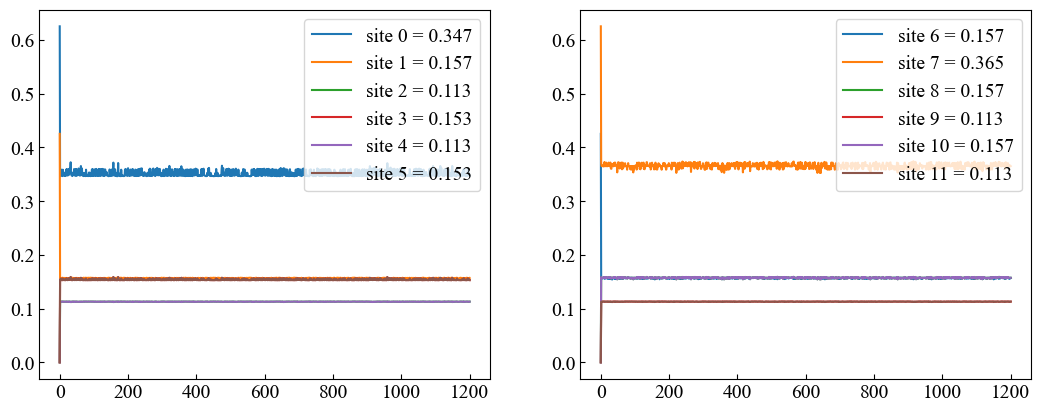 0.6
0.5
0.4
0.3
0.2
0.1
0.0
0 200 400 600 800 1000 1200
site 0 = 0.347
site 1 = 0.157
site 2 = 0.113
site 3 = 0.153
site 4 = 0.113
site 5 = 0.153
0.6
0.5
0.4
0.3
0.2
0.1
0.0
0 200 400 600 800 1000 1200
site 6 = 0.157
site 7 = 0.365
site 8 = 0.157
site 9 = 0.113
site 10 = 0.157
site 11 = 0.113